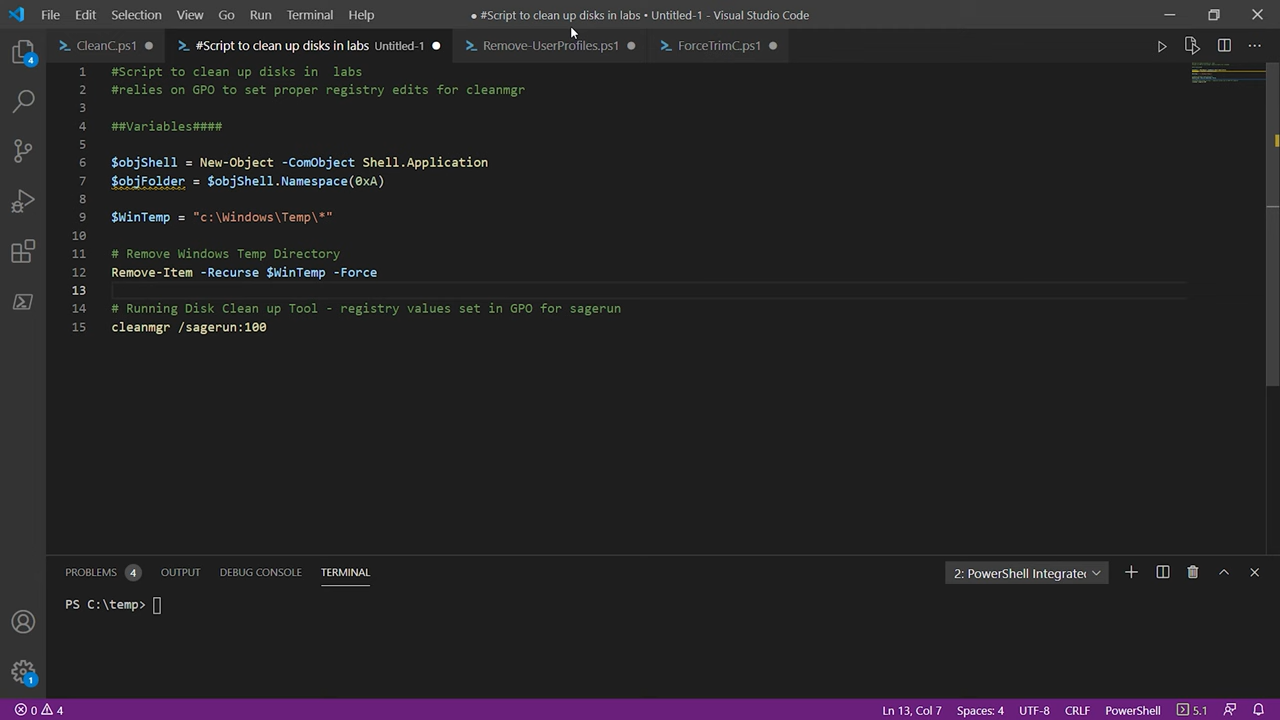 File Edit Selection View Go Run Terminal Help ● #Script to clean up disks in labs • Untitled-1 - Visual Studio Code
4 CleanC.ps1 #Script to clean up disks in labs Untitled-1 Remove-UserProfiles.ps1 ForceTrimC.ps1
1 #Script to clean up disks in  labs
2 #relies on GPO to set proper registry edits for cleanmgr
3
4 ##Variables####
5
6 $objShell = New-Object -ComObject Shell.Application
7 $objFolder = $objShell.Namespace(0xA)
8
9 $WinTemp = "c:\Windows\Temp\*"
10
11 # Remove Windows Temp Directory
12 Remove-Item -Recurse $WinTemp -Force
13
14 # Running Disk Clean up Tool - registry values set in GPO for sagerun
15 cleanmgr /sagerun:100
PROBLEMS 4 OUTPUT DEBUG CONSOLE TERMINAL 2: PowerShell Integrate
PS C:\temp>
1
0 4 Ln 13, Col 7 Spaces: 4 UTF-8 CRLF PowerShell 5.1